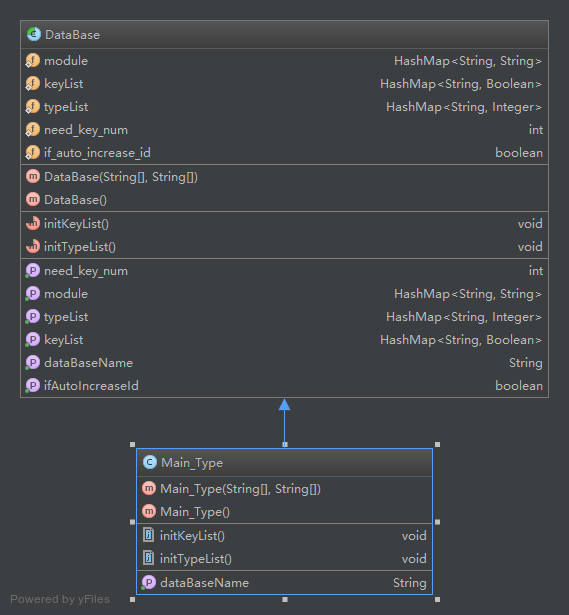 DataBase
module HashMap<String, String>
keyList HashMap<String, Boolean>
typeList HashMap<String, Integer>
need_key_num int
if_auto_increase_id boolean
DataBase(String[], String[])
DataBase()
initKeyList() void
initTypeList() void
need_key_num int
module HashMap<String, String>
typeList HashMap<String, Integer>
keyList HashMap<String, Boolean>
dataBaseName String
ifAutoIncreaseId boolean
Main_Type
Main_Type(String[], String[])
Main_Type()
initKeyList() void
initTypeList() void
dataBaseName String
Powered by yFiles